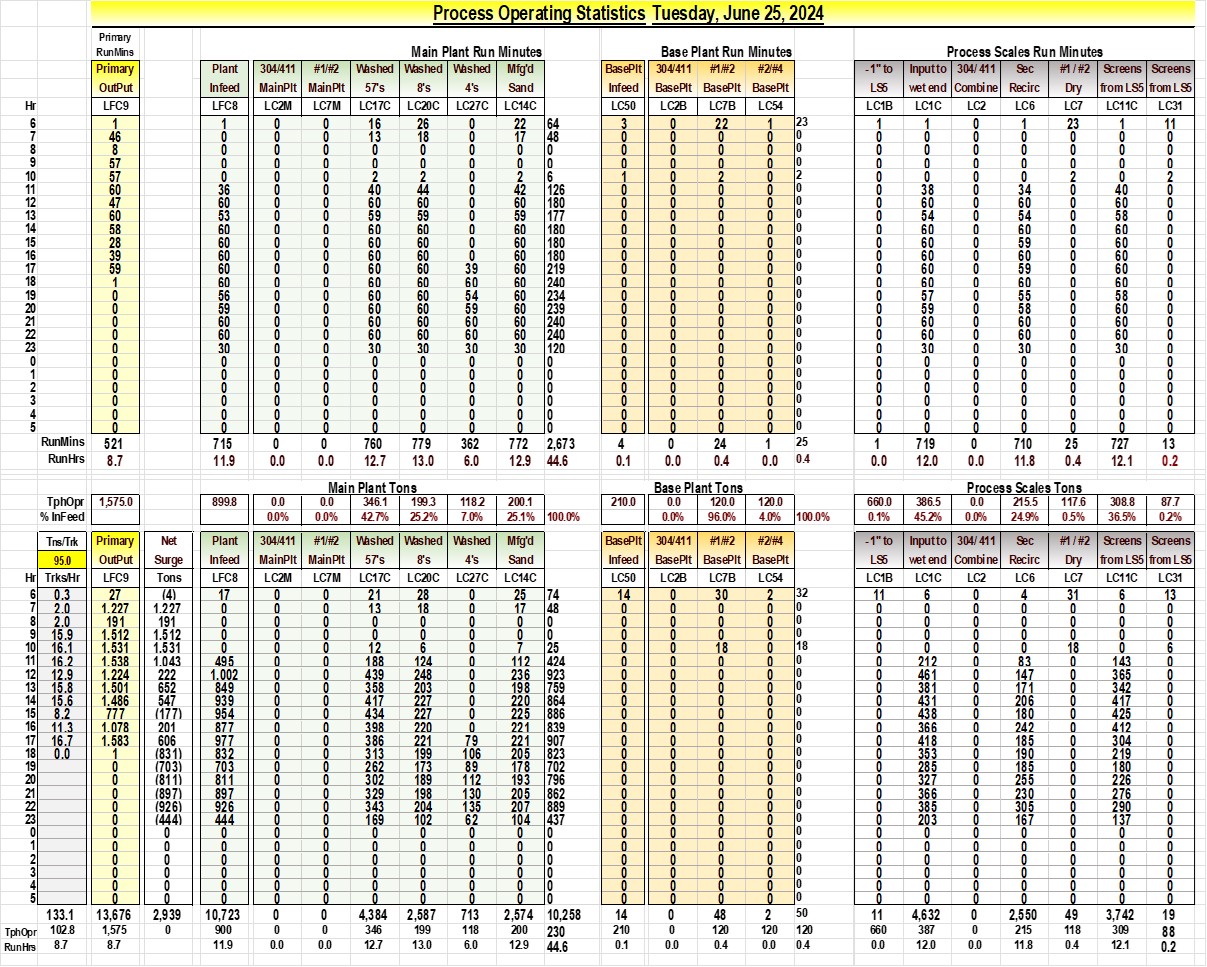 Process Operating Statistics Tuesday, June 25, 2024
Primary
RunMins Main Plant Run Minutes Base Plant Run Minutes Process Scales Run Minutes
Primary Plant 304/411 #1/#2 Washed Washed Washed Mfg'd BasePlt 304/411 #1/#2 #2/#4 -1" to Input to 304/ 411 Sec #1 / #2 Screens Screens
OutPut Infeed MainPlt MainPlt 57's 8's 4's Sand Infeed BasePlt BasePlt BasePlt LS5 wet end Combine Recirc Dry from LS5 from LS5
Hr LFC9 LFC8 LC2M LC7M LC17C LC20C LC27C LC14C LC50 LC2B LC7B LC54 LC1B LC1C LC2 LC6 LC7 LC11C LC31
6 1 1 0 0 16 26 0 22 64 3 0 22 1 23 1 1 0 1 23 1 11
7 46 0 0 0 13 18 0 17 48 0 0 0 0 0 0 0 0 0 0 0 0
8 8 0 0 0 0 0 0 0 0 0 0 0 0 0 0 0 0 0 0 0 0
9 57 0 0 0 0 0 0 0 0 0 0 0 0 0 0 0 0 0 0 0 0
10 57 0 0 0 2 2 0 2 6 1 0 2 0 2 0 0 0 0 2 0 2
11 60 36 0 0 40 44 0 42 126 0 0 0 0 0 0 38 0 34 0 40 0
12 47 60 0 0 60 60 0 60 180 0 0 0 0 0 0 60 0 60 0 60 0
13 60 53 0 0 59 59 0 59 177 0 0 0 0 0 0 54 0 54 0 58 0
14 58 60 0 0 60 60 0 60 180 0 0 0 0 0 0 60 0 60 0 60 0
15 28 60 0 0 60 60 0 60 180 0 0 0 0 0 0 60 0 59 0 60 0
16 39 60 0 0 60 60 0 60 180 0 0 0 0 0 0 60 0 60 0 60 0
17 59 60 0 0 60 60 39 60 219 0 0 0 0 0 0 60 0 59 0 60 0
18 1 60 0 0 60 60 60 60 240 0 0 0 0 0 0 60 0 60 0 60 0
19 0 56 0 0 60 60 54 60 234 0 0 0 0 0 0 57 0 55 0 58 0
20 0 59 0 0 60 60 59 60 239 0 0 0 0 0 0 59 0 58 0 60 0
21 0 60 0 0 60 60 60 60 240 0 0 0 0 0 0 60 0 60 0 60 0
22 0 60 0 0 60 60 60 60 240 0 0 0 0 0 0 60 0 60 0 60 0
23 0 30 0 0 30 30 30 30 120 0 0 0 0 0 0 30 0 30 0 30 0
0 0 0 0 0 0 0 0 0 0 0 0 0 0 0 0 0 0 0 0 0 0
1 0 0 0 0 0 0 0 0 0 0 0 0 0 0 0 0 0 0 0 0 0
2 0 0 0 0 0 0 0 0 0 0 0 0 0 0 0 0 0 0 0 0 0
3 0 0 0 0 0 0 0 0 0 0 0 0 0 0 0 0 0 0 0 0 0
4 0 0 0 0 0 0 0 0 0 0 0 0 0 0 0 0 0 0 0 0 0
5 0 0 0 0 0 0 0 0 0 0 0 0 0 0 0 0 0 0 0 0 0
RunMins 521 715 0 0 760 779 362 772 2,673 4 0 24 1 25 1 719 0 710 25 727 13
RunHrs 8.7 11.9 0.0 0.0 12.7 13.0 6.0 12.9 44.6 0.1 0.0 0.4 0.0 0.4 0.0 12.0 0.0 11.8 0.4 12.1 0.2
Main Plant Tons Base Plant Tons Process Scales Tons
TphOpr 1,575.0 899.8 0.0 0.0 346.1 199.3 118.2 200.1 210.0 0.0 120.0 120.0 660.0 386.5 0.0 215.5 117.6 308.8 87.7
% InFeed 0.0% 0.0% 42.7% 25.2% 7.0% 25.1% 100.0% 0.0% 96.0% 4.0% 100.0% 0.1% 45.2% 0.0% 24.9% 0.5% 36.5% 0.2%
Tns/Trk Primary Net Plant 304/411 #1/#2 Washed Washed Washed Mfg'd BasePlt 304/411 #1/#2 #2/#4 -1" to Input to 304/ 411 Sec #1 / #2 Screens Screens
95.0 OutPut Surge Infeed MainPlt MainPlt 57's 8's 4's Sand Infeed BasePlt BasePlt BasePlt LS5 wet end Combine Recirc Dry from LS5 from LS5
Hr Trks/Hr LFC9 Tons LFC8 LC2M LC7M LC17C LC20C LC27C LC14C LC50 LC2B LC7B LC54 LC1B LC1C LC2 LC6 LC7 LC11C LC31
6 0.3 27 (4) 17 0 0 21 28 0 25 74 14 0 30 2 32 11 6 0 4 31 6 13
7 2.0 1.227 1.227 0 0 0 13 18 0 17 48 0 0 0 0 0 0 0 0 0 0 0 0
8 2.0 191 191 0 0 0 0 0 0 0 0 0 0 0 0 0 0 0 0 0 0 0 0
9 15.9 1.512 1.512 0 0 0 0 0 0 0 0 0 0 0 0 0 0 0 0 0 0 0 0
10 16.1 1.531 1.531 0 0 0 12 6 0 7 25 0 0 18 0 18 0 0 0 0 18 0 6
11 16.2 1.538 1.043 495 0 0 188 124 0 112 424 0 0 0 0 0 0 212 0 83 0 143 0
12 12.9 1.224 222 1.002 0 0 439 248 0 236 923 0 0 0 0 0 0 461 0 147 0 365 0
13 15.8 1.501 652 849 0 0 358 203 0 198 759 0 0 0 0 0 0 381 0 171 0 342 0
14 15.6 1.486 547 939 0 0 417 227 0 220 864 0 0 0 0 0 0 431 0 206 0 417 0
15 8.2 777 (177) 954 0 0 434 227 0 225 886 0 0 0 0 0 0 438 0 180 0 425 0
16 11.3 1.078 201 877 0 0 398 220 0 221 839 0 0 0 0 0 0 366 0 242 0 412 0
17 16.7 1.583 606 977 0 0 386 221 79 221 907 0 0 0 0 0 0 418 0 185 0 304 0
18 0.0 1 (831) 832 0 0 313 199 106 205 823 0 0 0 0 0 0 353 0 190 0 219 0
19 0 (703) 703 0 0 262 173 89 178 702 0 0 0 0 0 0 285 0 185 0 180 0
20 0 (811) 811 0 0 302 189 112 193 796 0 0 0 0 0 0 327 0 255 0 226 0
21 0 (897) 897 0 0 329 198 130 205 862 0 0 0 0 0 0 366 0 230 0 276 0
22 0 (926) 926 0 0 343 204 135 207 889 0 0 0 0 0 0 385 0 305 0 290 0
23 0 (444) 444 0 0 169 102 62 104 437 0 0 0 0 0 0 203 0 167 0 137 0
0 0 0 0 0 0 0 0 0 0 0 0 0 0 0 0 0 0 0 0 0 0 0
1 0 0 0 0 0 0 0 0 0 0 0 0 0 0 0 0 0 0 0 0 0 0
2 0 0 0 0 0 0 0 0 0 0 0 0 0 0 0 0 0 0 0 0 0 0
3 0 0 0 0 0 0 0 0 0 0 0 0 0 0 0 0 0 0 0 0 0 0
4 0 0 0 0 0 0 0 0 0 0 0 0 0 0 0 0 0 0 0 0 0 0
5 0 0 0 0 0 0 0 0 0 0 0 0 0 0 0 0 0 0 0 0 0 0
133.1 13,676 2,939 10,723 0 0 4,384 2,587 713 2,574 10,258 14 0 48 2 50 11 4,632 0 2,550 49 3,742 19
TphOpr 102.8 1,575 0 900 0 0 346 199 118 200 230 210 0 120 120 120 660 387 0 215 118 309 88
RunHrs 8.7 8.7 11.9 0.0 0.0 12.7 13.0 6.0 12.9 44.6 0.1 0.0 0.4 0.0 0.4 0.0 12.0 0.0 11.8 0.4 12.1 0.2